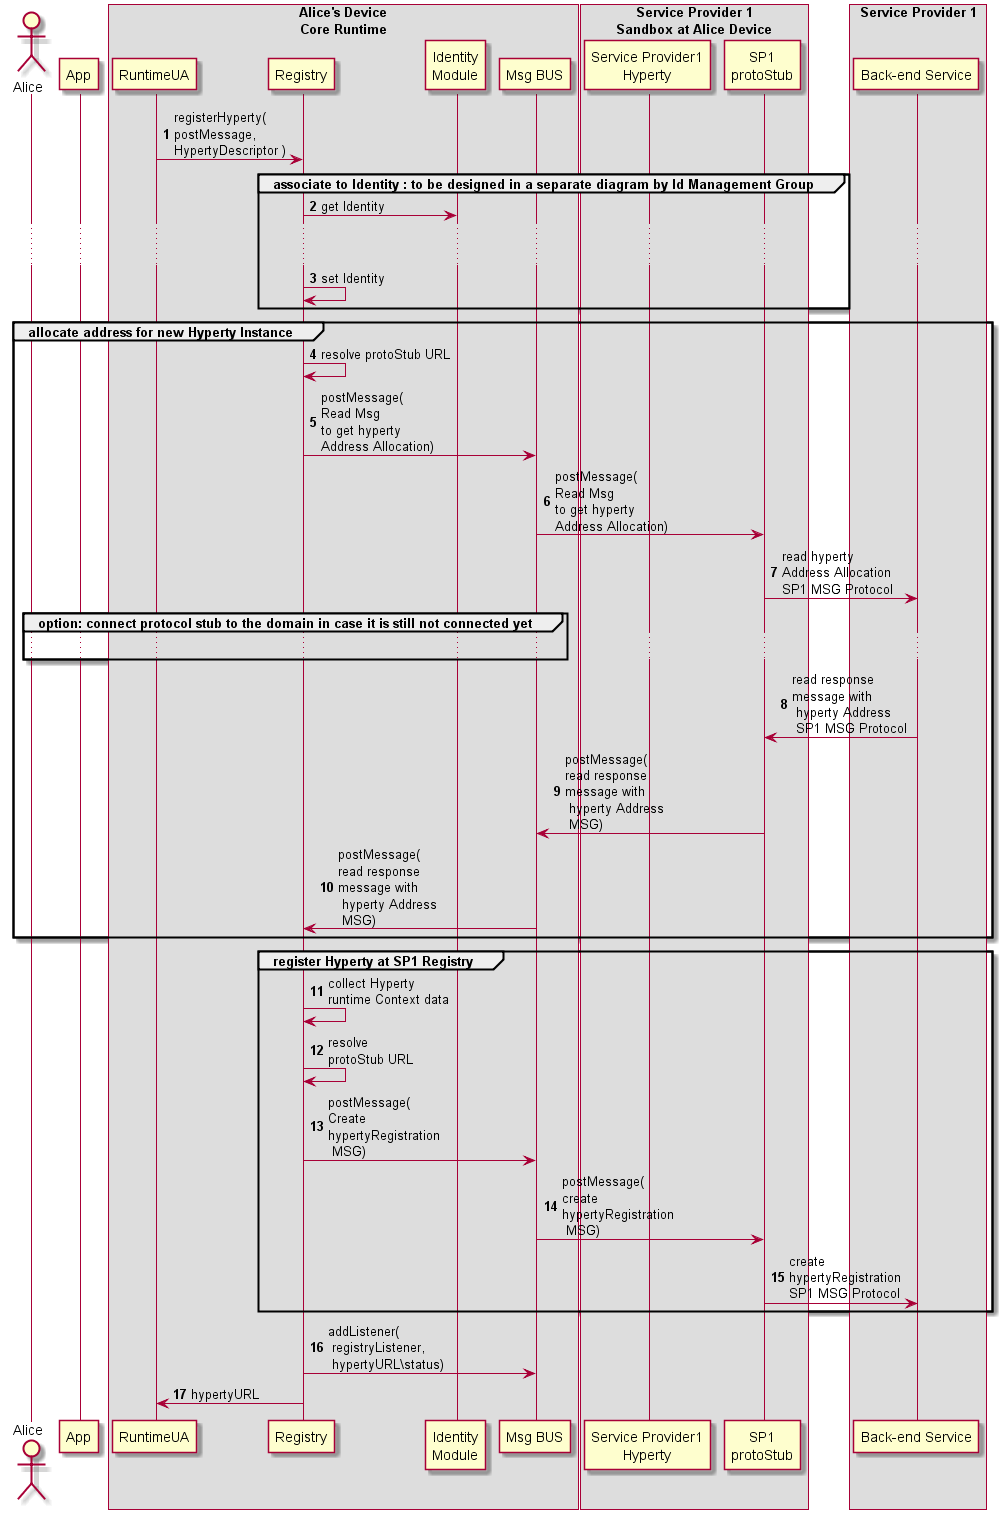 Alice's Device
Core Runtime
Service Provider 1
Sandbox at Alice Device
Service Provider 1
Alice
App
RuntimeUA
Registry
Identity
Module
Msg BUS
Service Provider1
Hyperty
SP1
protoStub
Back-end Service
registerHyperty(
1 postMessage,
HypertyDescriptor )
associate to Identity : to be designed in a separate diagram by Id Management Group
2 get Identity
3 set Identity
allocate address for new Hyperty Instance
4 resolve protoStub URL
postMessage(
Read Msg
5 to get hyperty
Address Allocation)
postMessage(
Read Msg
6 to get hyperty
Address Allocation)
read hyperty
7 Address Allocation
SP1 MSG Protocol
option: connect protocol stub to the domain in case it is still not connected yet
read response
message with
8 hyperty Address
SP1 MSG Protocol
postMessage(
read response
9 message with
hyperty Address
MSG)
postMessage(
read response
10 message with
hyperty Address
MSG)
register Hyperty at SP1 Registry
11 collect Hyperty
runtime Context data
12 resolve
protoStub URL
postMessage(
Create
13 hypertyRegistration
MSG)
postMessage(
create
14 hypertyRegistration
MSG)
create
15 hypertyRegistration
SP1 MSG Protocol
addListener(
16 registryListener,
hypertyURL\status)
17 hypertyURL
Alice
App
RuntimeUA
Registry
Identity
Module
Msg BUS
Service Provider1
Hyperty
SP1
protoStub
Back-end Service